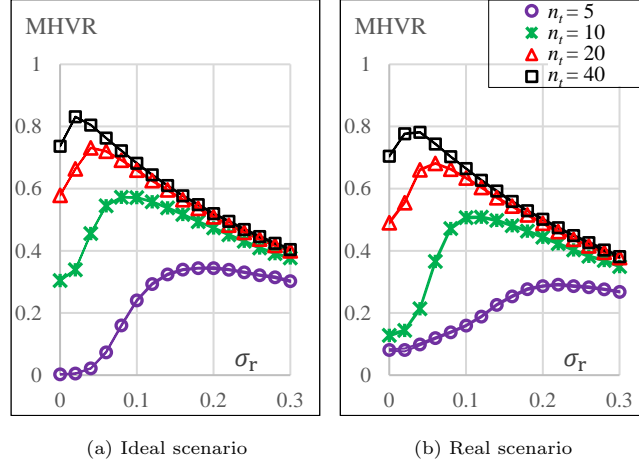 MHVR
1
0.8
0.6
0.4
0.2
0
0
0.1
0.2
0.3
σr
(a) Ideal scenario
MHVR
nt = 5
nt = 10
nt = 20
nt = 40
1
0.8
0.6
0.4
0.2
0
0
0.1
0.2
0.3
σr
(b) Real scenario